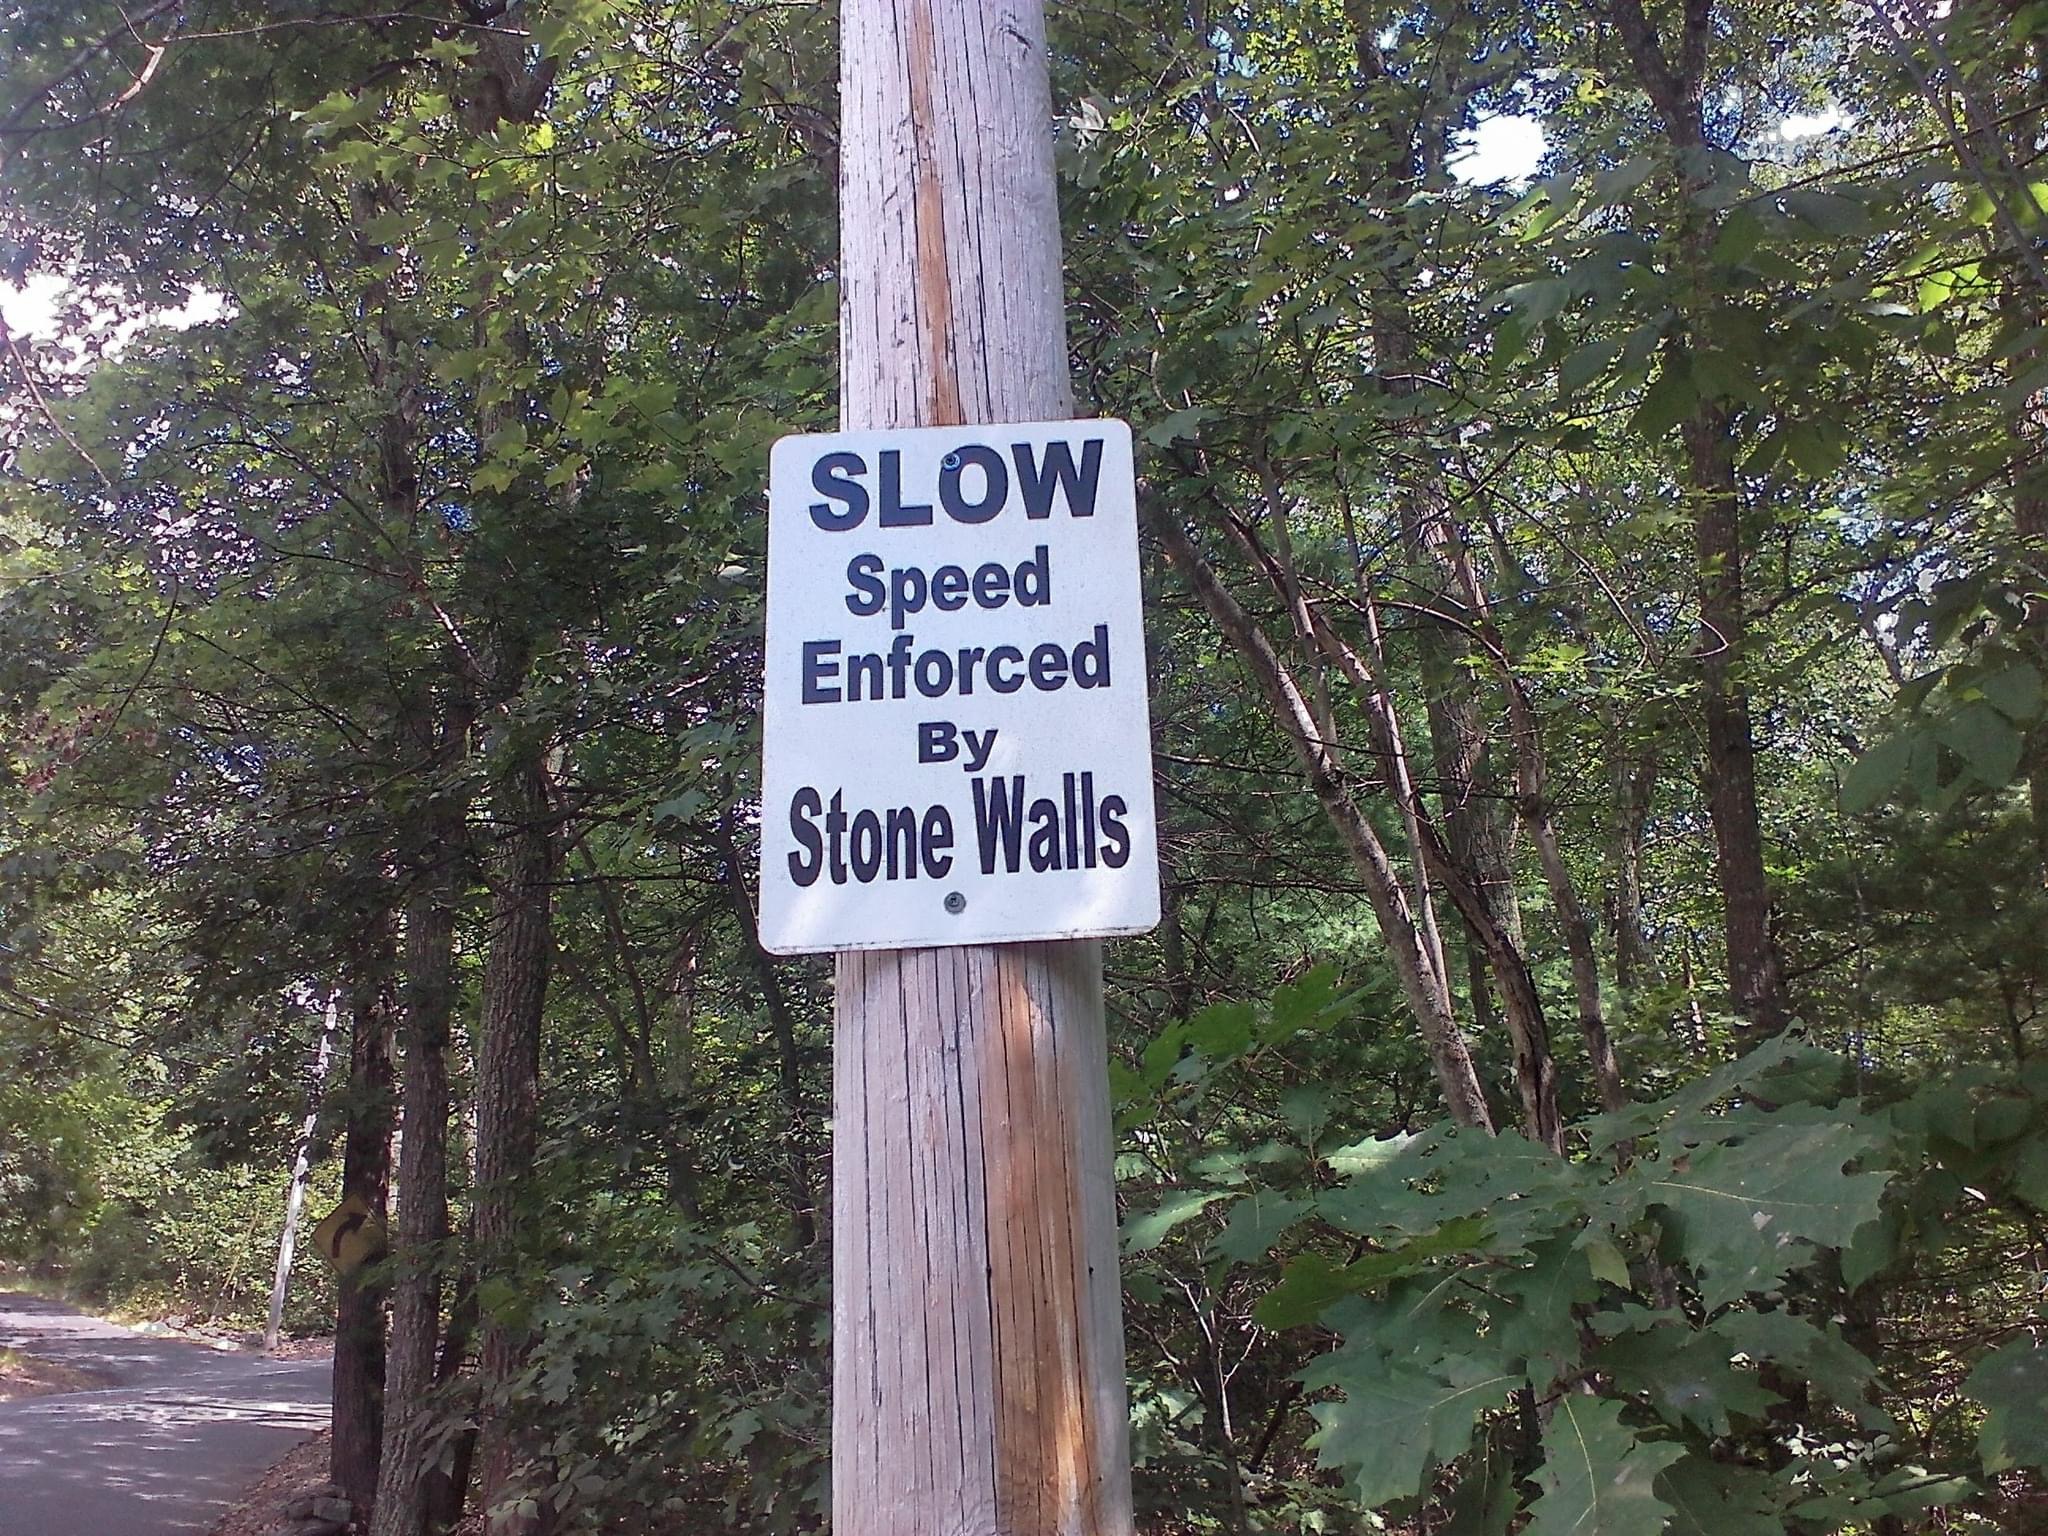 SLOW
Speed
Enforced
By
Stone Walls